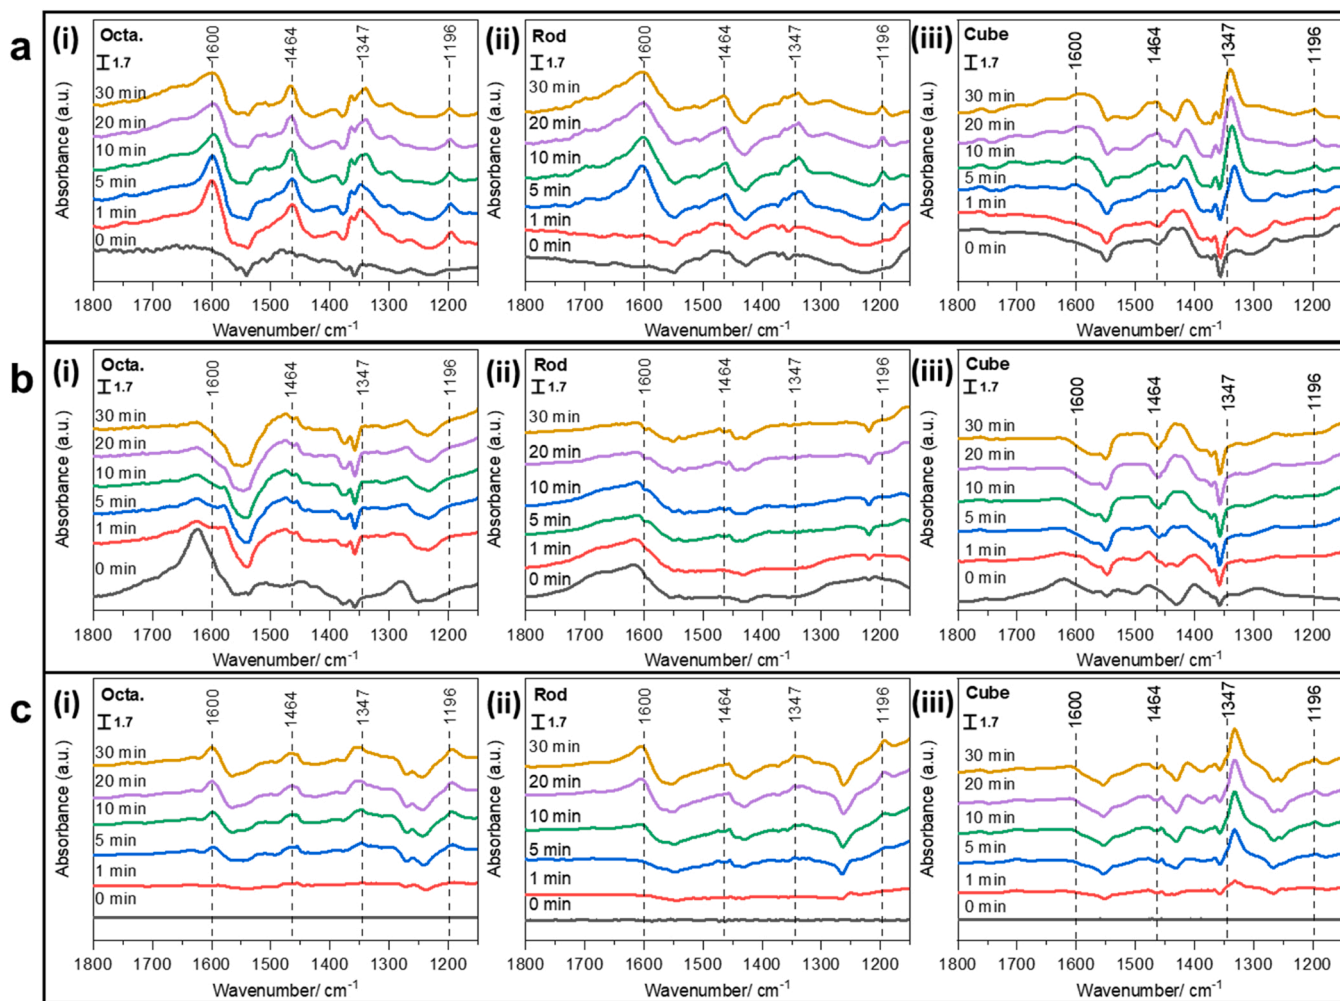 a
(i)
Octa.
1.7
1600
1464
1347
1196
30 min
20 min
10 min
5 min
1 min
0 min
Absorbance (a.u.)
1800 1700 1600 1500 1400 1300 1200
Wavenumber/ cm⁻¹
(ii)
Rod
1.7
1600
1464
1347
1196
30 min
20 min
10 min
5 min
1 min
0 min
Absorbance (a.u.)
1800 1700 1600 1500 1400 1300 1200
Wavenumber/ cm⁻¹
(iii)
Cube
1.7
1600
1464
1347
1196
30 min
20 min
10 min
5 min
1 min
0 min
Absorbance (a.u.)
1800 1700 1600 1500 1400 1300 1200
Wavenumber/ cm⁻¹
b
(i)
Octa.
1.7
1600
1464
1347
1196
30 min
20 min
10 min
5 min
1 min
0 min
Absorbance (a.u.)
1800 1700 1600 1500 1400 1300 1200
Wavenumber/ cm⁻¹
(ii)
Rod
1.7
1600
1464
1347
1196
30 min
20 min
10 min
5 min
1 min
0 min
Absorbance (a.u.)
1800 1700 1600 1500 1400 1300 1200
Wavenumber/ cm⁻¹
(iii)
Cube
1.7
1600
1464
1347
1196
30 min
20 min
10 min
5 min
1 min
0 min
Absorbance (a.u.)
1800 1700 1600 1500 1400 1300 1200
Wavenumber/ cm⁻¹
c
(i)
Octa.
1.7
1600
1464
1347
1196
30 min
20 min
10 min
5 min
1 min
0 min
Absorbance (a.u.)
1800 1700 1600 1500 1400 1300 1200
Wavenumber/ cm⁻¹
(ii)
Rod
1.7
1600
1464
1347
1196
30 min
20 min
10 min
5 min
1 min
0 min
Absorbance (a.u.)
1800 1700 1600 1500 1400 1300 1200
Wavenumber/ cm⁻¹
(iii)
Cube
1.7
1600
1464
1347
1196
30 min
20 min
10 min
5 min
1 min
0 min
Absorbance (a.u.)
1800 1700 1600 1500 1400 1300 1200
Wavenumber/ cm⁻¹